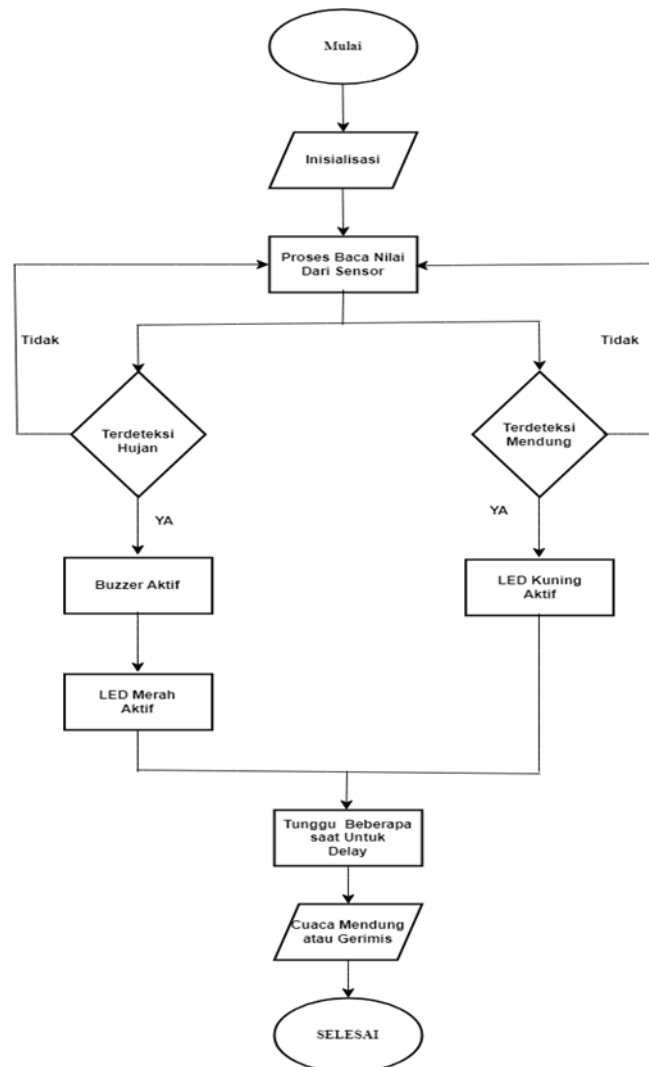 Mulai
Inisialisasi
Proses Baca Nilai
Dari Sensor
Tidak
Tidak
Terdeteksi
Hujan
Terdeteksi
Mendung
YA
YA
Buzzer Aktif
LED Kuning
Aktif
LED Merah
Aktif
Tunggu Beberapa
saat Untuk
Delay
Cuaca Mendung
atau Gerimis
SELESAI